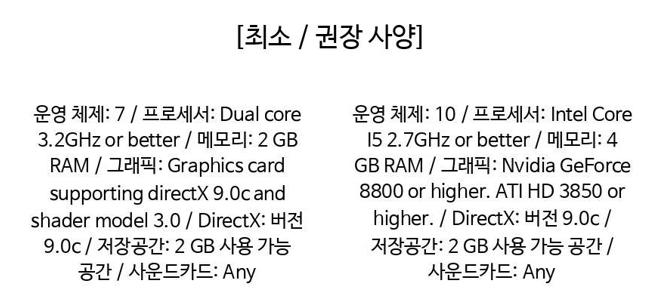 [최소 / 권장 사양]
운영 체제: 7 / 프로세서: Dual core
3.2GHz or better / 메모리: 2 GB
RAM / 그래픽: Graphics card
supporting directX 9.0c and
shader model 3.0 / DirectX: 버전
9.0c / 저장공간: 2 GB 사용 가능
공간 / 사운드카드: Any
운영 체제: 10 / 프로세서: Intel Core
I5 2.7GHz or better / 메모리: 4
GB RAM / 그래픽: Nvidia GeForce
8800 or higher. ATI HD 3850 or
higher. / DirectX: 버전 9.0c /
저장공간: 2 GB 사용 가능 공간 /
사운드카드: Any